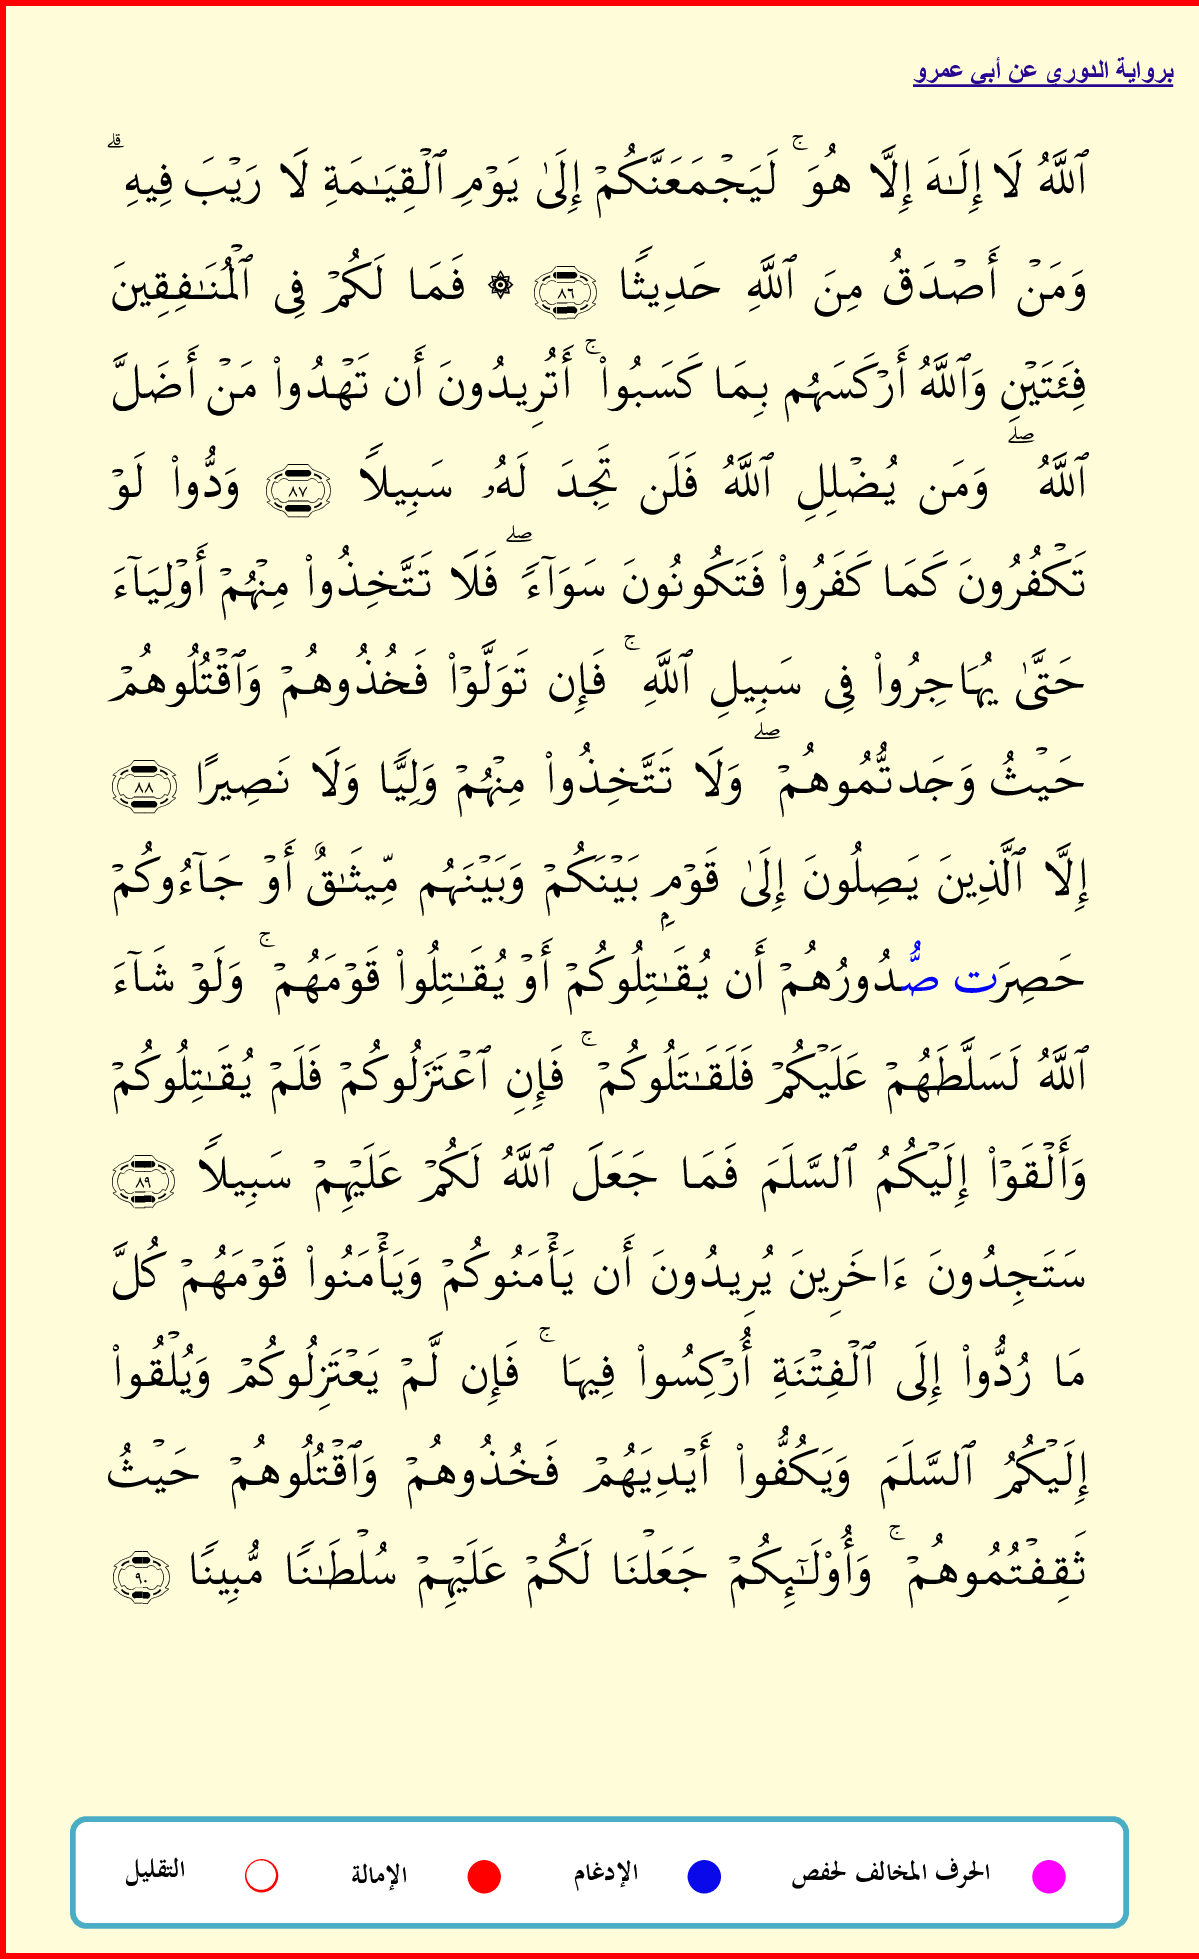 برواية الدوري عن أبي عمرو
ٱللَّهُ لَا إِلَٰهَ إِلَّا هُوَ ۚ لَيَجْمَعَنَّكُمْ إِلَىٰ يَوْمِ ٱلْقِيَٰمَةِ لَا رَيْبَ فِيهِ ۗ
وَمَنْ أَصْدَقُ مِنَ ٱللَّهِ حَدِيثًا ٨٦ ۞ فَمَا لَكُمْ فِى ٱلْمُنَٰفِقِينَ
فِئَتَيْنِ وَٱللَّهُ أَرْكَسَهُم بِمَا كَسَبُوا۟ ۚ أَتُرِيدُونَ أَن تَهْدُوا۟ مَنْ أَضَلَّ
ٱللَّهُ ۖ وَمَن يُضْلِلِ ٱللَّهُ فَلَن تَجِدَ لَهُۥ سَبِيلًا ٨٧ وَدُّوا۟ لَوْ
تَكْفُرُونَ كَمَا كَفَرُوا۟ فَتَكُونُونَ سَوَآءً ۖ فَلَا تَتَّخِذُوا۟ مِنْهُمْ أَوْلِيَآءَ
حَتَّىٰ يُهَاجِرُوا۟ فِى سَبِيلِ ٱللَّهِ ۚ فَإِن تَوَلَّوْا۟ فَخُذُوهُمْ وَٱقْتُلُوهُمْ
حَيْثُ وَجَدتُّمُوهُمْ ۖ وَلَا تَتَّخِذُوا۟ مِنْهُمْ وَلِيًّا وَلَا نَصِيرًا ٨٨
إِلَّا ٱلَّذِينَ يَصِلُونَ إِلَىٰ قَوْمِۭ بَيْنَكُمْ وَبَيْنَهُم مِّيثَٰقٌ أَوْ جَآءُوكُمْ
حَصِرَت صُّدُورُهُمْ أَن يُقَٰتِلُوكُمْ أَوْ يُقَٰتِلُوا۟ قَوْمَهُمْ ۚ وَلَوْ شَآءَ
ٱللَّهُ لَسَلَّطَهُمْ عَلَيْكُمْ فَلَقَٰتَلُوكُمْ ۚ فَإِنِ ٱعْتَزَلُوكُمْ فَلَمْ يُقَٰتِلُوكُمْ
وَأَلْقَوْا۟ إِلَيْكُمُ ٱلسَّلَمَ فَمَا جَعَلَ ٱللَّهُ لَكُمْ عَلَيْهِمْ سَبِيلًا ٨٩
سَتَجِدُونَ ءَاخَرِينَ يُرِيدُونَ أَن يَأْمَنُوكُمْ وَيَأْمَنُوا۟ قَوْمَهُمْ كُلَّ
مَا رُدُّوا۟ إِلَى ٱلْفِتْنَةِ أُرْكِسُوا۟ فِيهَا ۚ فَإِن لَّمْ يَعْتَزِلُوكُمْ وَيُلْقُوا۟
إِلَيْكُمُ ٱلسَّلَمَ وَيَكُفُّوا۟ أَيْدِيَهُمْ فَخُذُوهُمْ وَٱقْتُلُوهُمْ حَيْثُ
ثَقِفْتُمُوهُمْ ۚ وَأُو۟لَٰٓئِكُمْ جَعَلْنَا لَكُمْ عَلَيْهِمْ سُلْطَٰنًا مُّبِينًا ٩٠
الحرف المخالف لحفص الإدغام الإمالة التقليل